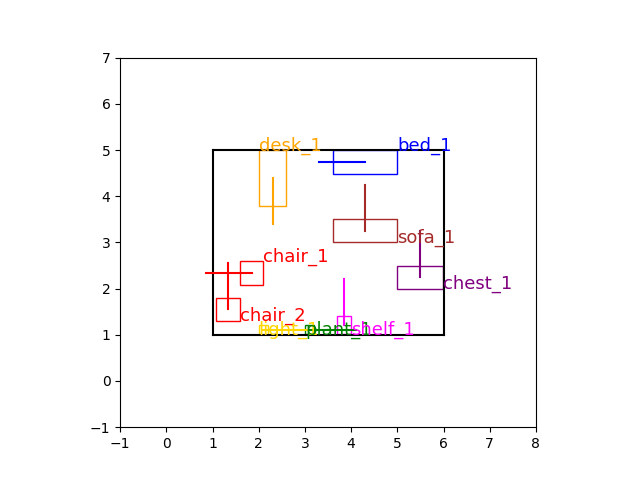 7
6
5
4
3
2
1
0
−1
desk_1
bed_1
sofa_1
chair_1
chest_1
chair_2
light_1
plant_1
shelf_1
−1 0 1 2 3 4 5 6 7 8